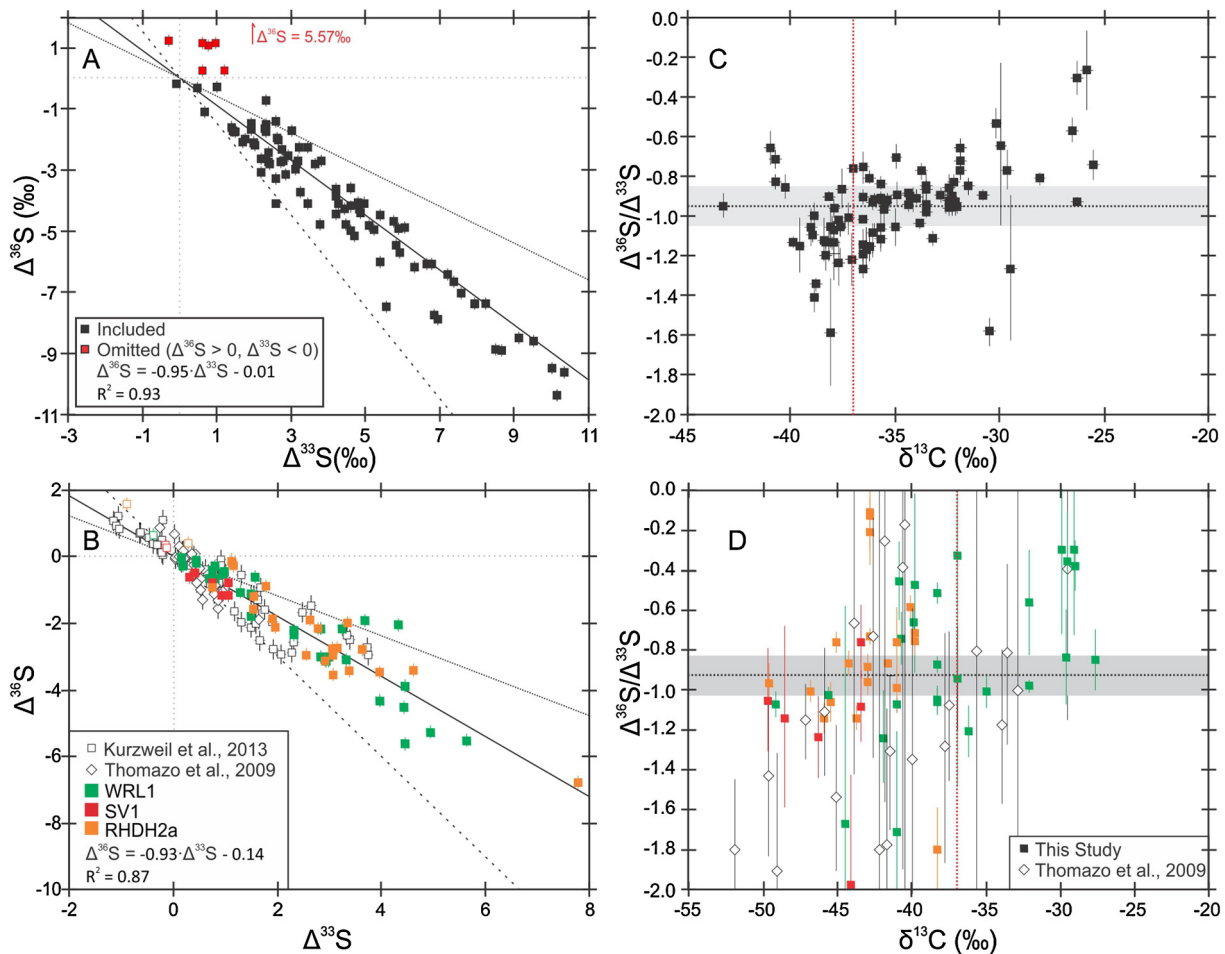 A
Δ³⁶S = 5.57‰
1
-1
-3
-5
-7
-9
-11
Δ³⁶S (‰)
Included
Omitted (Δ³⁶S > 0, Δ³³S < 0)
Δ³⁶S = -0.95·Δ³³S - 0.01
R² = 0.93
-3 -1 1 3 5 7 9 11
Δ³³S(‰)
C
0.0
-0.2
-0.4
-0.6
-0.8
-1.0
-1.2
-1.4
-1.6
-1.8
-2.0
Δ³⁶S/Δ³³S
-45 -40 -35 -30 -25 -20
δ¹³C (‰)
B
2
0
-2
-4
-6
-8
-10
Δ³⁶S
Kurzweil et al., 2013
Thomazo et al., 2009
WRL1
SV1
RHDH2a
Δ³⁶S = -0.93·Δ³³S - 0.14
R² = 0.87
-2 0 2 4 6 8
Δ³³S
D
0.0
-0.2
-0.4
-0.6
-0.8
-1.0
-1.2
-1.4
-1.6
-1.8
-2.0
Δ³⁶S/Δ³³S
This Study
Thomazo et al., 2009
-55 -50 -45 -40 -35 -30 -25 -20
δ¹³C (‰)